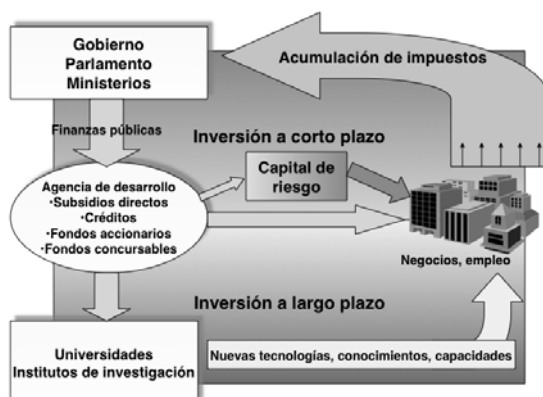 Gobierno
Parlamento
Ministerios
Acumulación de impuestos
Finanzas públicas
Inversión a corto plazo
Capital de
riesgo
Agencia de desarrollo
•Subsidios directos
•Créditos
•Fondos accionarios
•Fondos concursables
Negocios, empleo
Inversión a largo plazo
Universidades
Institutos de investigación
Nuevas tecnologías, conocimientos, capacidades